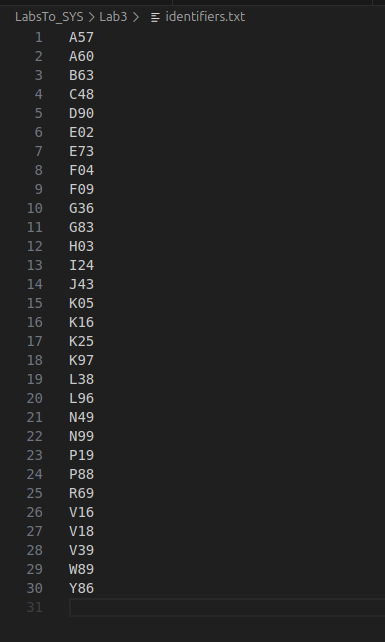 LabsTo_SYS > Lab3 > identifiers.txt
1 A57
2 A60
3 B63
4 C48
5 D90
6 E02
7 E73
8 F04
9 F09
10 G36
11 G83
12 H03
13 I24
14 J43
15 K05
16 K16
17 K25
18 K97
19 L38
20 L96
21 N49
22 N99
23 P19
24 P88
25 R69
26 V16
27 V18
28 V39
29 W89
30 Y86
31